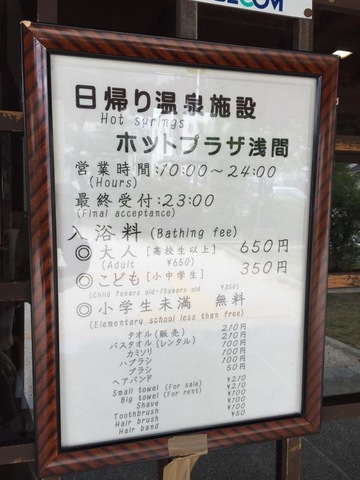 日帰り温泉施設
Hot springs
ホットプラザ浅間
営業時間:10:00～24:00
(Hours)
最終受付:23:00
(Final acceptance)
入浴料(Bathing fee)
◎大人[高校生以上] 650円
(Adult ¥650)
◎こども[小中学生] 350円
(Child 7years old-15years old ¥350)
◎小学生未満 無料
(Elementary school less than free)
タオル(販売) 210円
バスタオル(レンタル) 210円
カミソリ 100円
ハブラシ 100円
ブラシ 100円
ヘアバンド 50円
Small towel (For sale) ¥210
Big towel (For rent) ¥210
Shave ¥100
Toothbrush ¥100
Hair brush ¥100
Hair band ¥50